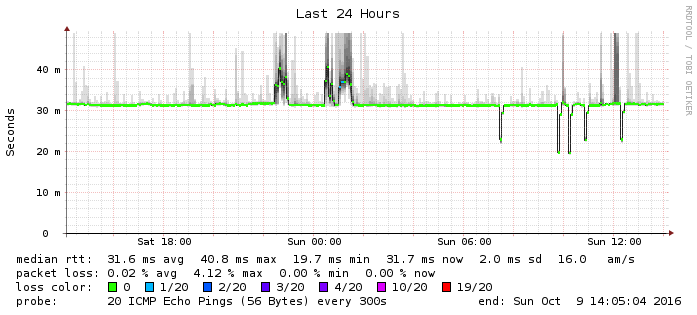 Last 24 Hours
RRDTOOL / TOBI OETIKER
Seconds
40 m
30 m
20 m
10 m
0
Sat 18:00 Sun 00:00 Sun 06:00 Sun 12:00
median rtt: 31.6 ms avg 40.8 ms max 19.7 ms min 31.7 ms now 2.0 ms sd 16.0 am/s
packet loss: 0.02 % avg 4.12 % max 0.00 % min 0.00 % now
loss color: 0 1/20 2/20 3/20 4/20 10/20 19/20
probe: 20 ICMP Echo Pings (56 Bytes) every 300s end: Sun Oct 9 14:05:04 2016